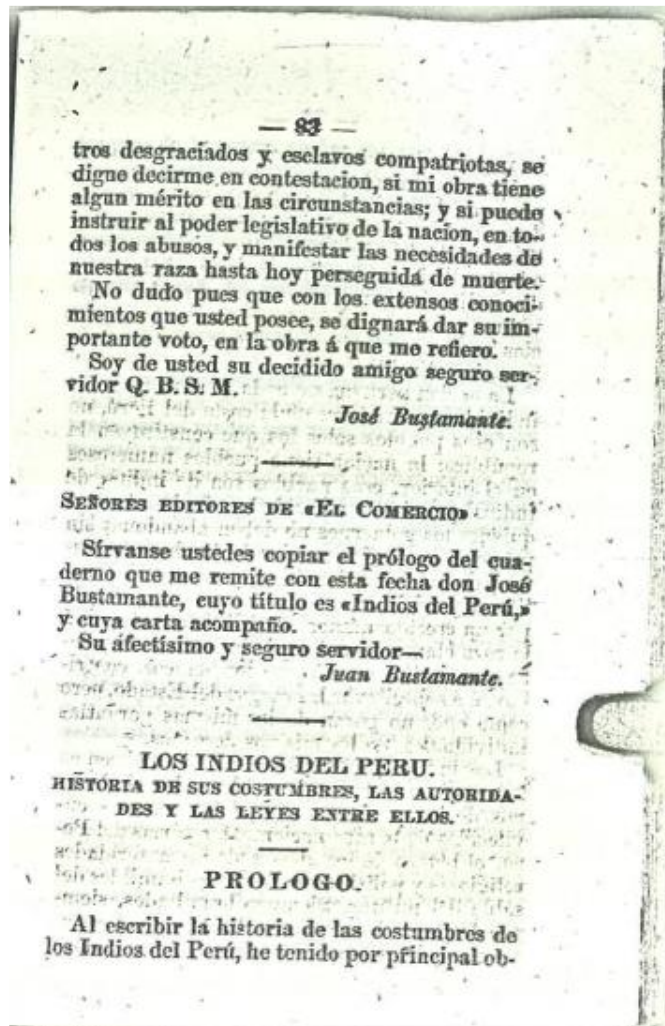 — 83 —
tros desgraciados y esclavos compatriotas, se
digne decirme en contestacion, si mi obra tiene
algun mérito en las circunstancias; y si puede
instruir al poder legislativo de la nacion, en to-
dos los abusos, y manifestar las necesidades de
nuestra raza hasta hoy perseguida de muerte.
No dudo pues que con los extensos conoci-
mientos que usted posee, se dignará dar su im-
portante voto, en la obra á que me refiero.
Soy de usted su decidido amigo seguro ser-
vidor Q. B. S. M.
José Bustamante.
SEÑORES EDITORES DE «EL COMERCIO»
Sírvanse ustedes copiar el prólogo del cua-
derno que me remite con esta fecha don José
Bustamante, cuyo título es «Indios del Perú,»
y cuya carta acompaño.
Su afectísimo y seguro servidor—
Juan Bustamante.
LOS INDIOS DEL PERU.
HISTORIA DE SUS COSTUMBRES, LAS AUTORIDA-
DES Y LAS LEYES ENTRE ELLOS.
PROLOGO.
Al escribir la historia de las costumbres de
los Indios del Perú, he tenido por principal ob-